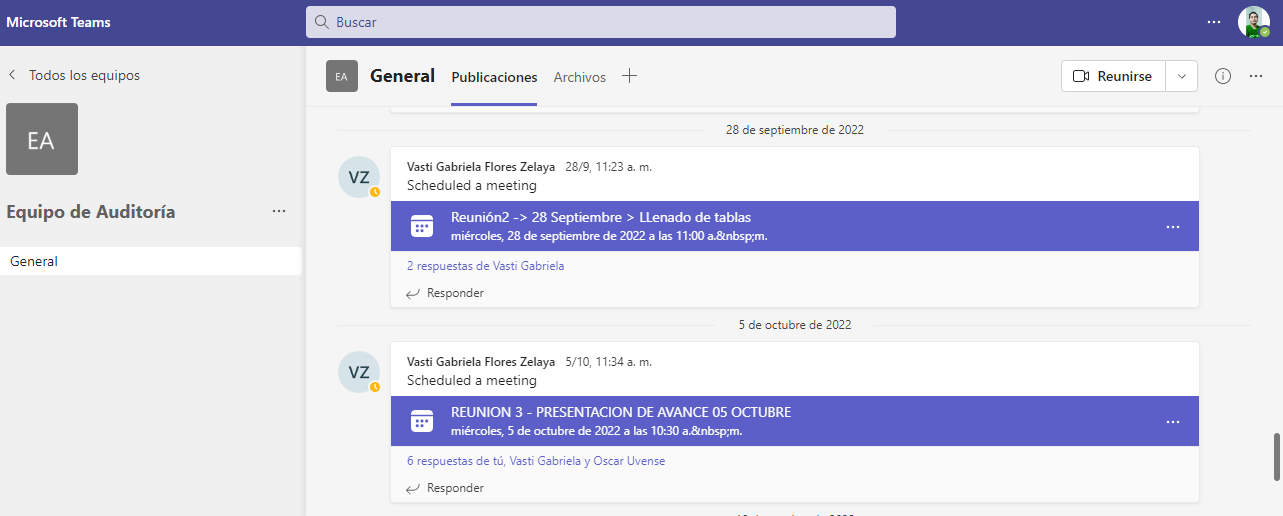 Microsoft Teams
Buscar
Todos los equipos
EA
Equipo de Auditoría
General
EA
General
Publicaciones
Archivos
Reunirse
28 de septiembre de 2022
VZ
Vasti Gabriela Flores Zelaya 28/9, 11:23 a. m.
Scheduled a meeting
Reunión2 -> 28 Septiembre > LLenado de tablas
miércoles, 28 de septiembre de 2022 a las 11:00 a.&nbsp;m.
2 respuestas de Vasti Gabriela
Responder
5 de octubre de 2022
VZ
Vasti Gabriela Flores Zelaya 5/10, 11:34 a. m.
Scheduled a meeting
REUNION 3 - PRESENTACION DE AVANCE 05 OCTUBRE
miércoles, 5 de octubre de 2022 a las 10:30 a.&nbsp;m.
6 respuestas de tú, Vasti Gabriela y Oscar Uvense
Responder